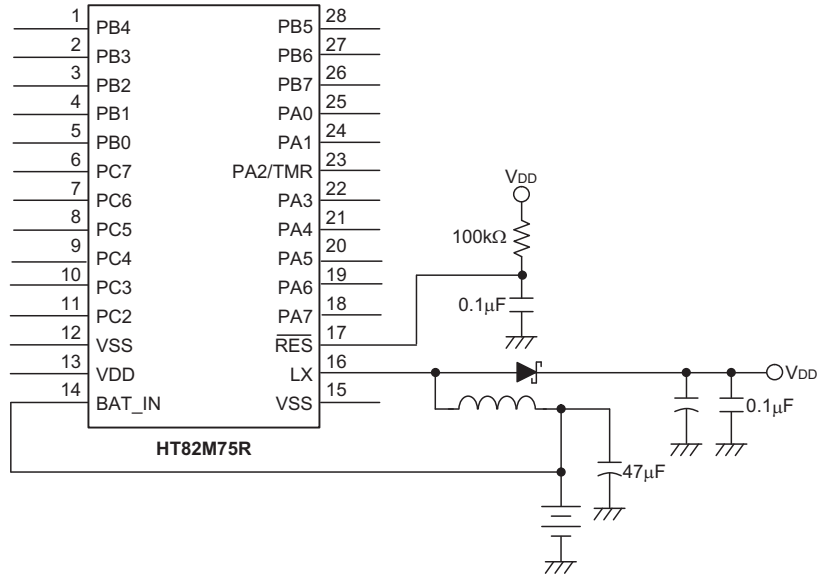 1 PB4 PB5 28
2 PB3 PB6 27
3 PB2 PB7 26
4 PB1 PA0 25
5 PB0 PA1 24
6 PC7 PA2/TMR 23
7 PC6 PA3 22
8 PC5 PA4 21
9 PC4 PA5 20
10 PC3 PA6 19
11 PC2 PA7 18
12 VSS RES 17
13 VDD LX 16
14 BAT_IN VSS 15
HT82M75R
VDD
100kΩ
0.1μF
VDD
0.1μF
47μF